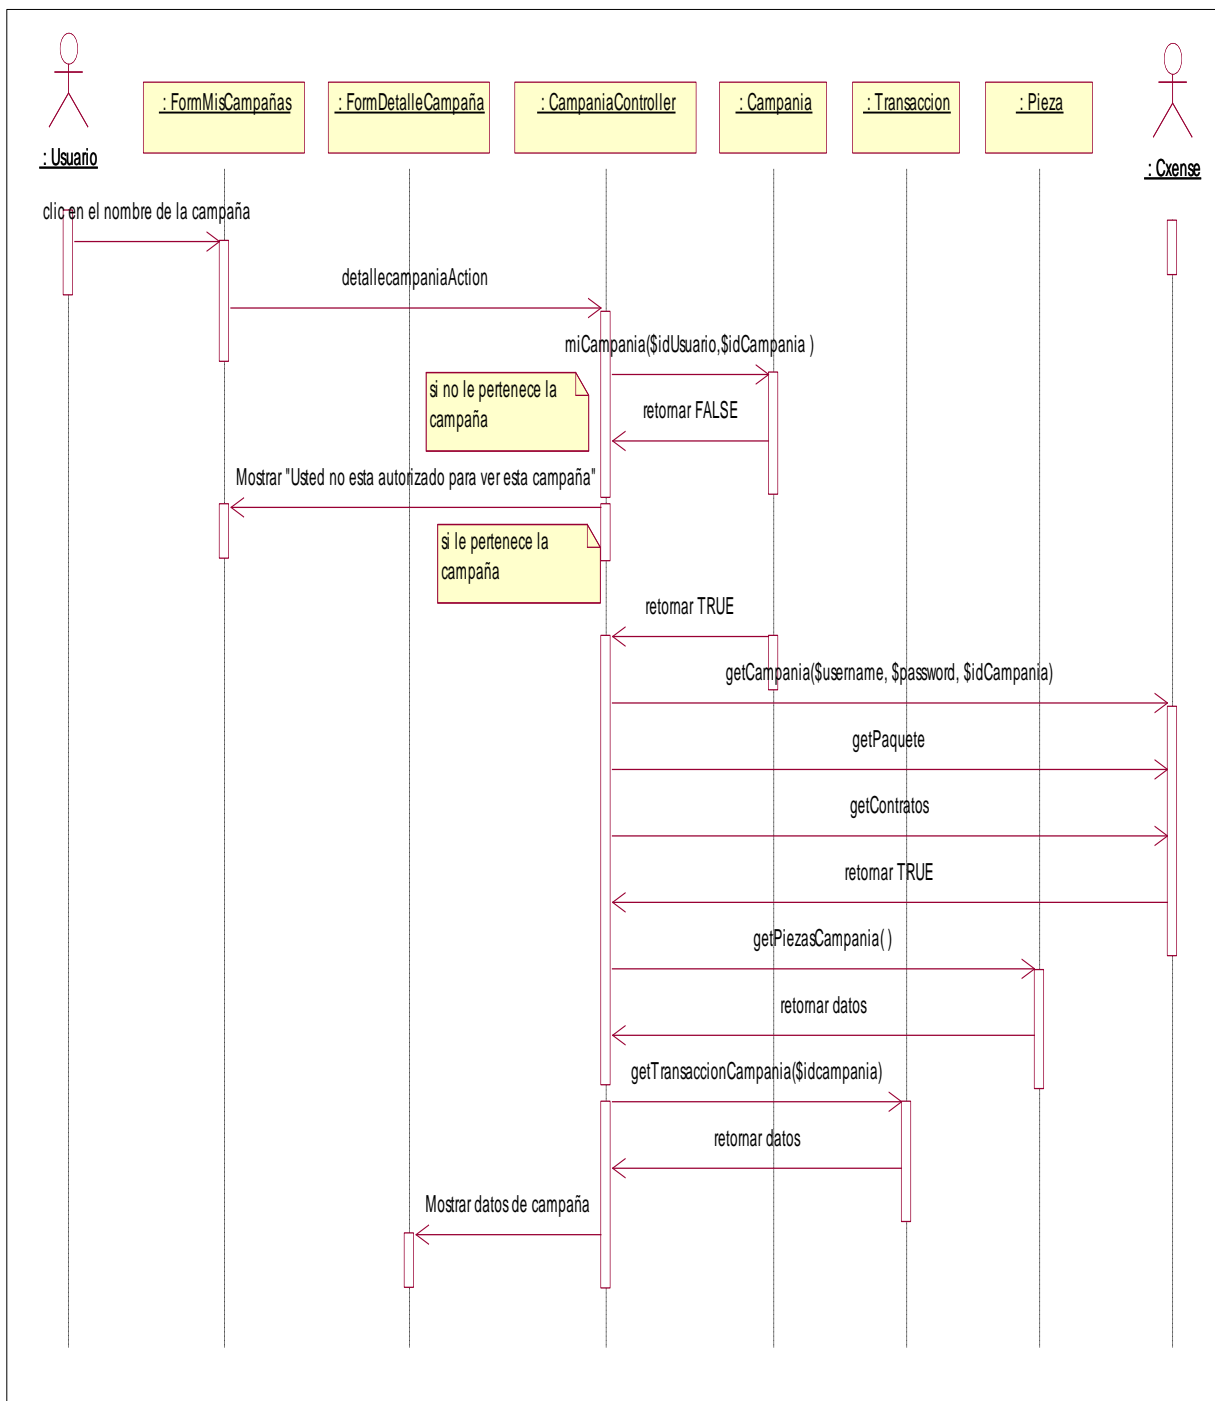 : FormMisCampañas
: FormDetalleCampaña
: CampaniaController
: Campania
: Transaccion
: Pieza
: Usuario
: Cxense
clic en el nombre de la campaña
detallecampaniaAction
miCampania($idUsuario,$idCampania )
si no le pertenece la
campaña
retornar FALSE
Mostrar "Usted no esta autorizado para ver esta campaña"
si le pertenece la
campaña
retornar TRUE
getCampania($username, $password, $idCampania)
getPaquete
getContratos
retornar TRUE
getPiezasCampania( )
retornar datos
getTransaccionCampania($idcampania)
retornar datos
Mostrar datos de campaña